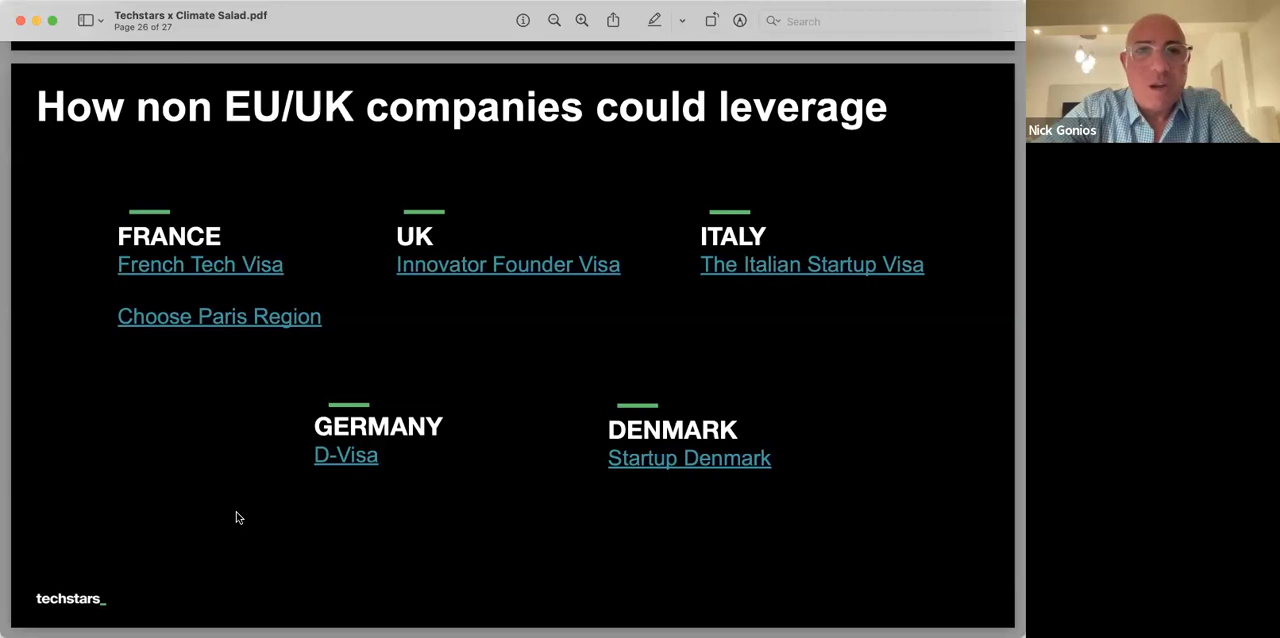 Techstars x Climate Salad.pdf
Page 26 of 27
Search
Nick Gonios
How non EU/UK companies could leverage
FRANCE
French Tech Visa
Choose Paris Region
UK
Innovator Founder Visa
ITALY
The Italian Startup Visa
GERMANY
D-Visa
DENMARK
Startup Denmark
techstars_